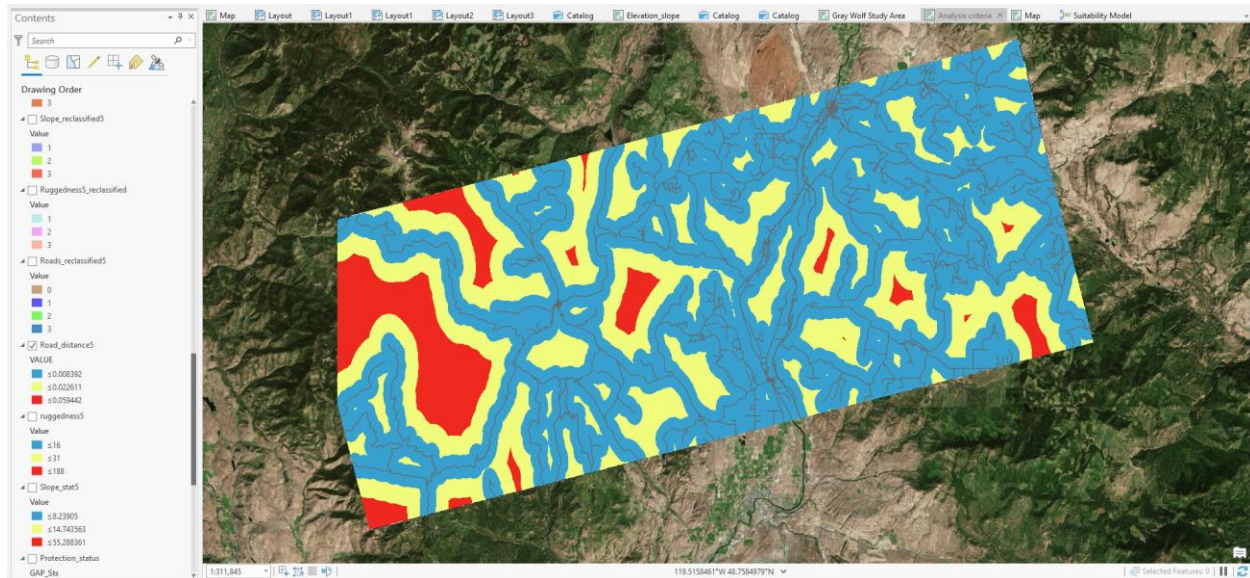 Contents
Map Layout Layout1 Layout1 Layout2 Layout3 Catalog Elevation_slope Catalog Catalog Gray Wolf Study Area Analysis criteria Map Suitability Model
Search
Drawing Order
3
Slope_reclassified5
Value
1
2
3
Ruggedness5_reclassified
Value
1
2
3
Roads_reclassified5
Value
0
1
2
3
Road_distance5
VALUE
≤0.008392
≤0.022611
≤0.059442
ruggedness5
Value
≤16
≤31
≤188
Slope_stat5
Value
≤8.23905
≤14.743563
≤55.288361
Protection_status
GAP_Sts
1:311,845
119.5158461°W 48.7584979°N
Selected Features: 0